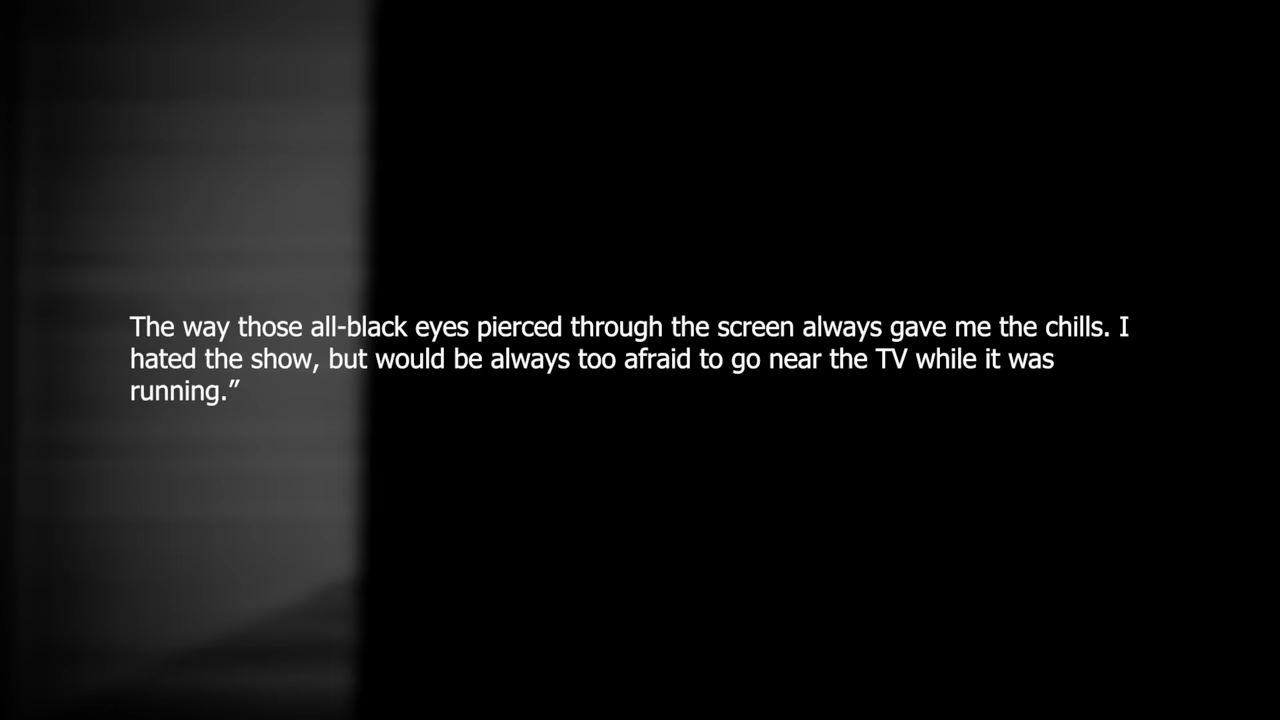 The way those all-black eyes pierced through the screen always gave me the chills. I
hated the show, but would be always too afraid to go near the TV while it was
running.”